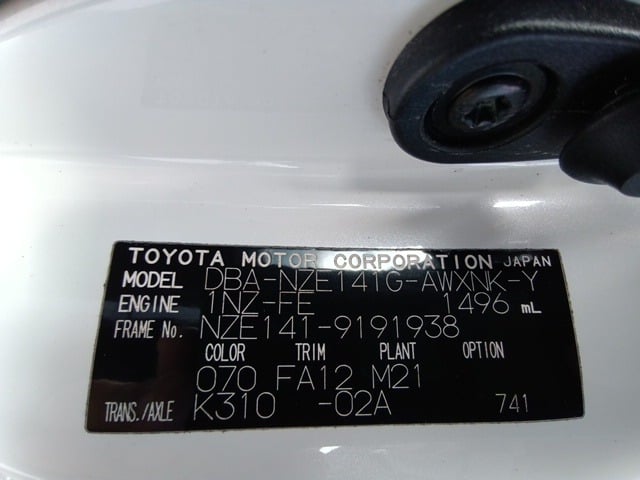 TOYOTA MOTOR CORPORATION JAPAN
MODEL DBA-NZE141G-AWXNK-Y
ENGINE 1NZ-FE 1496 mL
FRAME No. NZE141-9191938
COLOR TRIM PLANT OPTION
070 FA12 M21
TRANS./AXLE K310 -02A 741